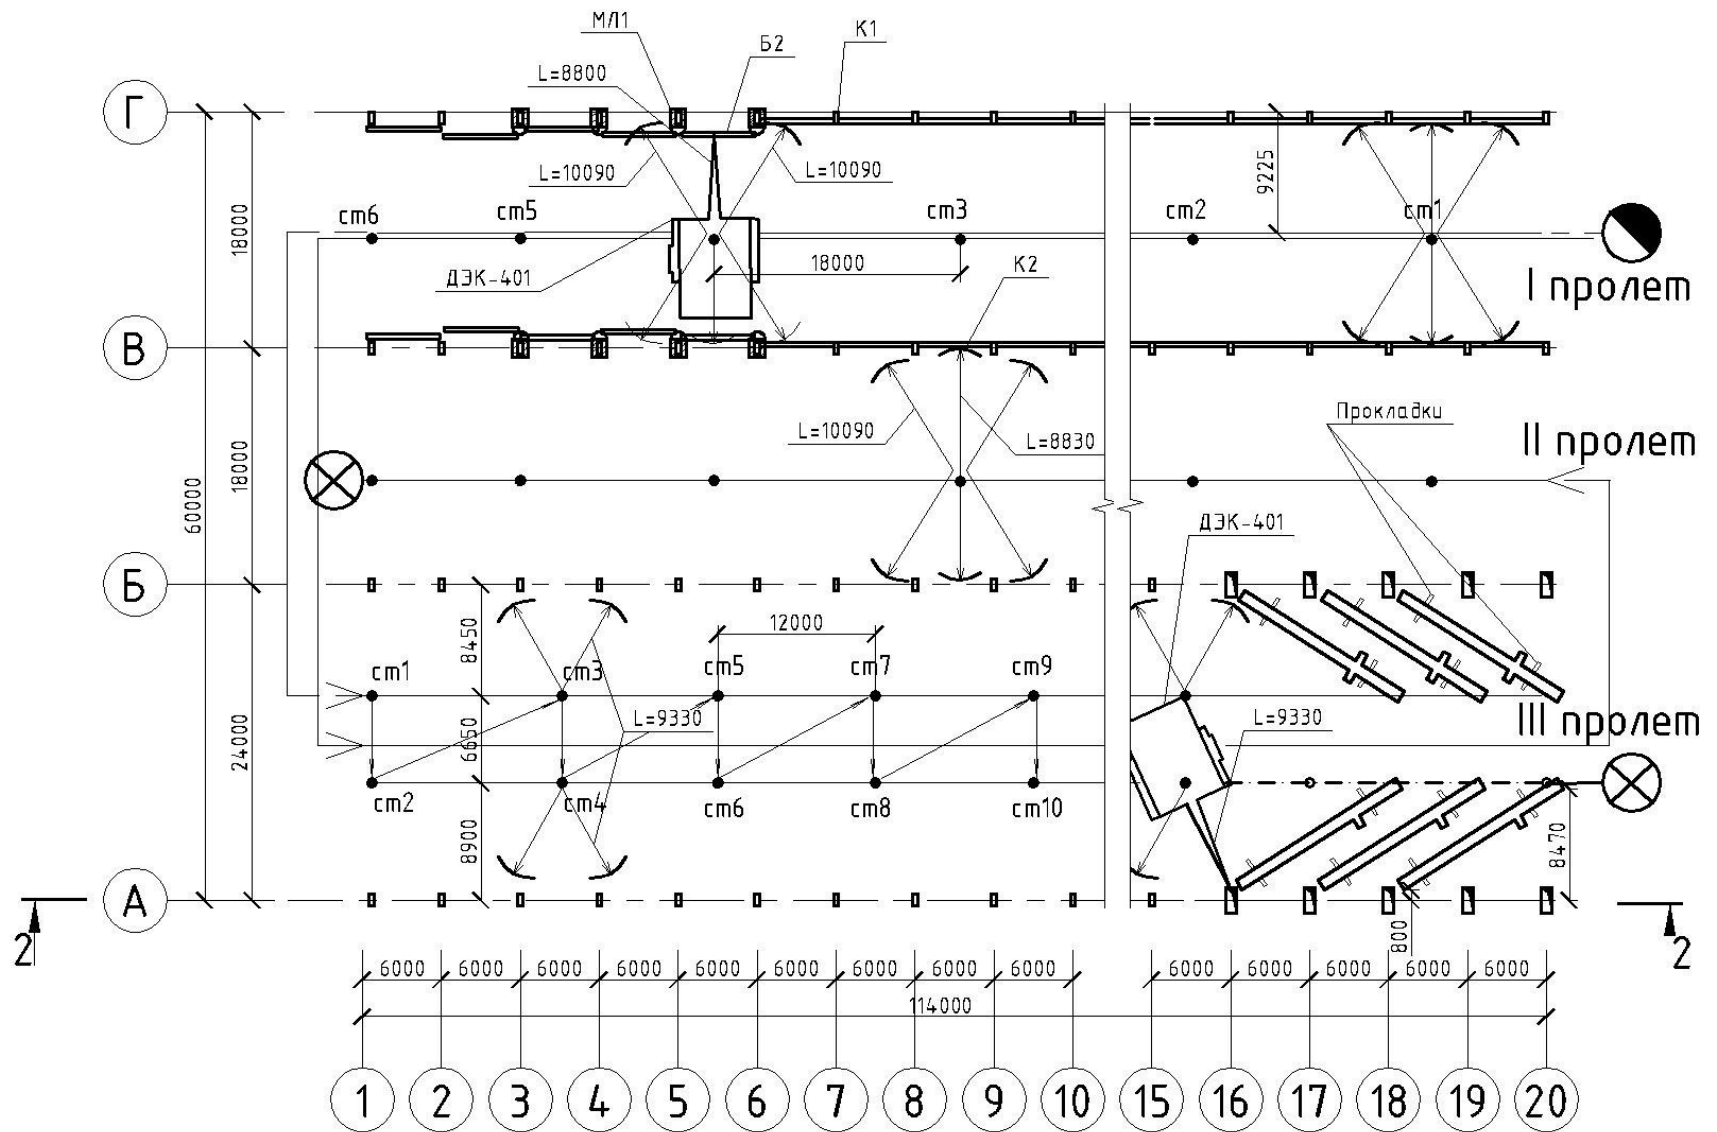 МЛ1
К1
Б2
L=8800
Г
L=10090
L=10090
9225
18000
ст6
ст5
ст3
ст2
ст1
18000
ДЭК-401
К2
I пролет
В
Прокладки
L=10090
L=8830
II пролет
18000
60000
ДЭК-401
Б
8450
12000
ст1
ст3
ст5
ст7
ст9
24000
6650
L=9330
L=9330
III пролет
ст2
ст4
ст6
ст8
ст10
8900
8470
А
800
2
2
6000
6000
6000
6000
6000
6000
6000
6000
6000
6000
6000
6000
6000
6000
114000
1
2
3
4
5
6
7
8
9
10
15
16
17
18
19
20